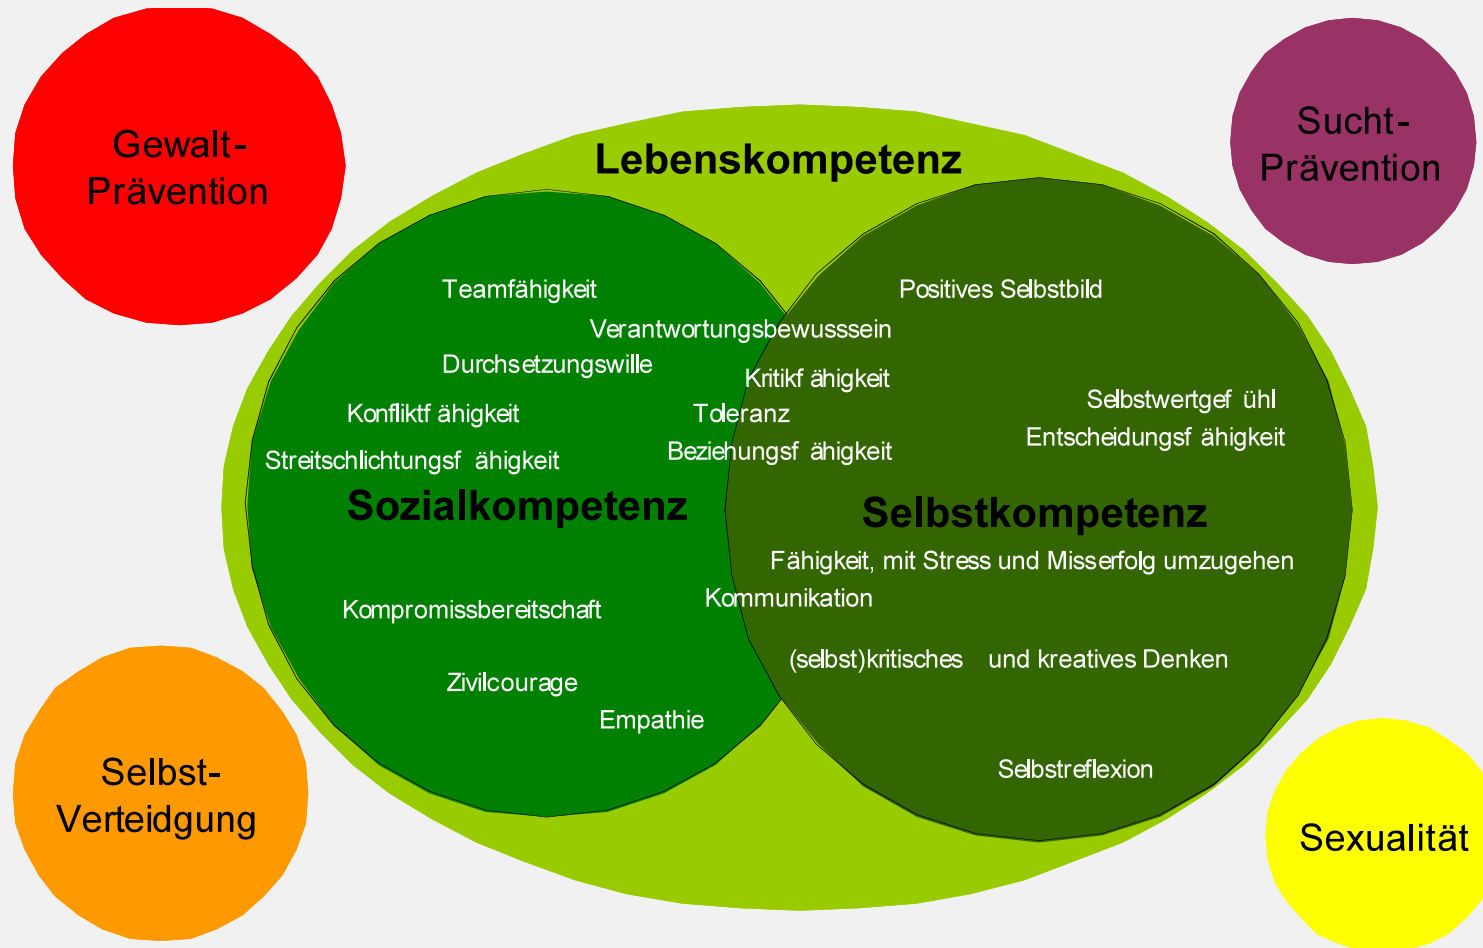 Gewalt-
Prävention
Sucht-
Prävention
Lebenskompetenz
Teamfähigkeit
Positives Selbstbild
Verantwortungsbewusssein
Durchsetzungswille
Kritikf ähigkeit
Selbstwertgef ühl
Konfliktf ähigkeit
Toleranz
Entscheidungsf ähigkeit
Beziehungsf ähigkeit
Streitschlichtungsf ähigkeit
Sozialkompetenz
Selbstkompetenz
Fähigkeit, mit Stress und Misserfolg umzugehen
Kommunikation
Kompromissbereitschaft
(selbst)kritisches und kreatives Denken
Zivilcourage
Empathie
Selbstreflexion
Selbst-
Verteidgung
Sexualität